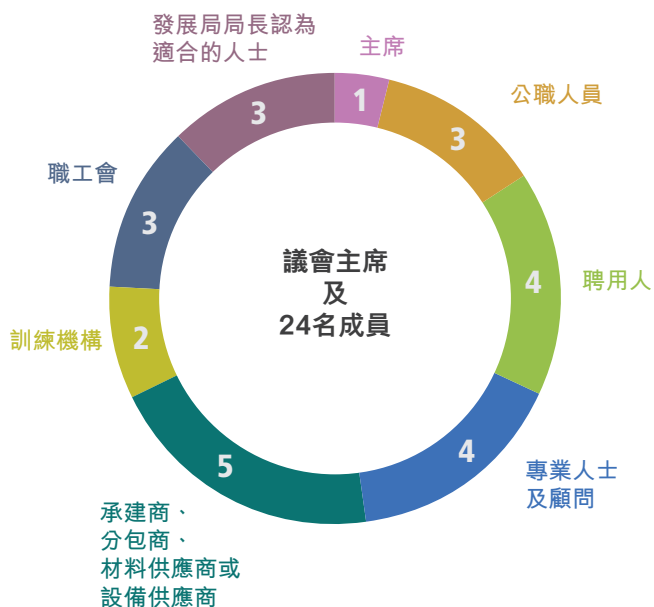 發展局局長認為
適合的人士
主席
公職人員
聘用人
專業人士
及顧問
承建商、
分包商、
材料供應商或
設備供應商
訓練機構
職工會
1
3
4
4
5
2
3
3
議會主席
及
24名成員